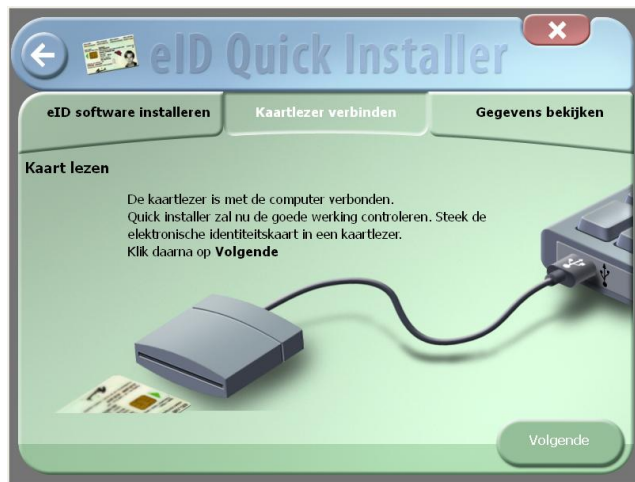 eID Quick Installer
eID software installeren
Kaartlezer verbinden
Gegevens bekijken
Kaart lezen
De kaartlezer is met de computer verbonden.
Quick installer zal nu de goede werking controleren. Steek de
elektronische identiteitskaart in een kaartlezer.
Klik daarna op Volgende
Volgende